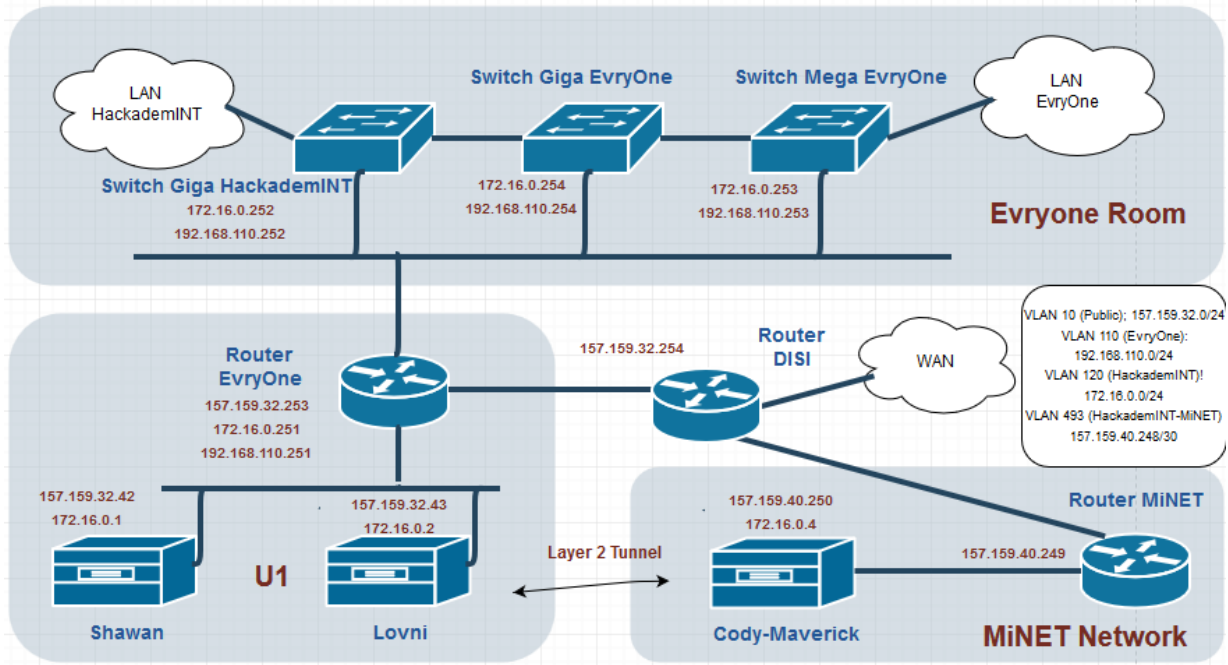 LAN
HackademINT
Switch Giga EvryOne
Switch Mega EvryOne
LAN
EvryOne
Switch Giga HackademINT
172.16.0.252
192.168.110.252
172.16.0.254
192.168.110.254
172.16.0.253
192.168.110.253
Evryone Room
Router
EvryOne
157.159.32.253
172.16.0.251
192.168.110.251
157.159.32.254
Router
DISI
WAN
VLAN 10 (Public); 157.159.32.0/24
VLAN 110 (EvryOne):
192.168.110.0/24
VLAN 120 (HackademINT)!
172.16.0.0/24
VLAN 493 (HackademINT-MiNET)
157.159.40.248/30
157.159.32.42
172.16.0.1
157.159.32.43
172.16.0.2
U1
Shawan
Lovni
Layer 2 Tunnel
157.159.40.250
172.16.0.4
Cody-Maverick
Router MiNET
157.159.40.249
MiNET Network